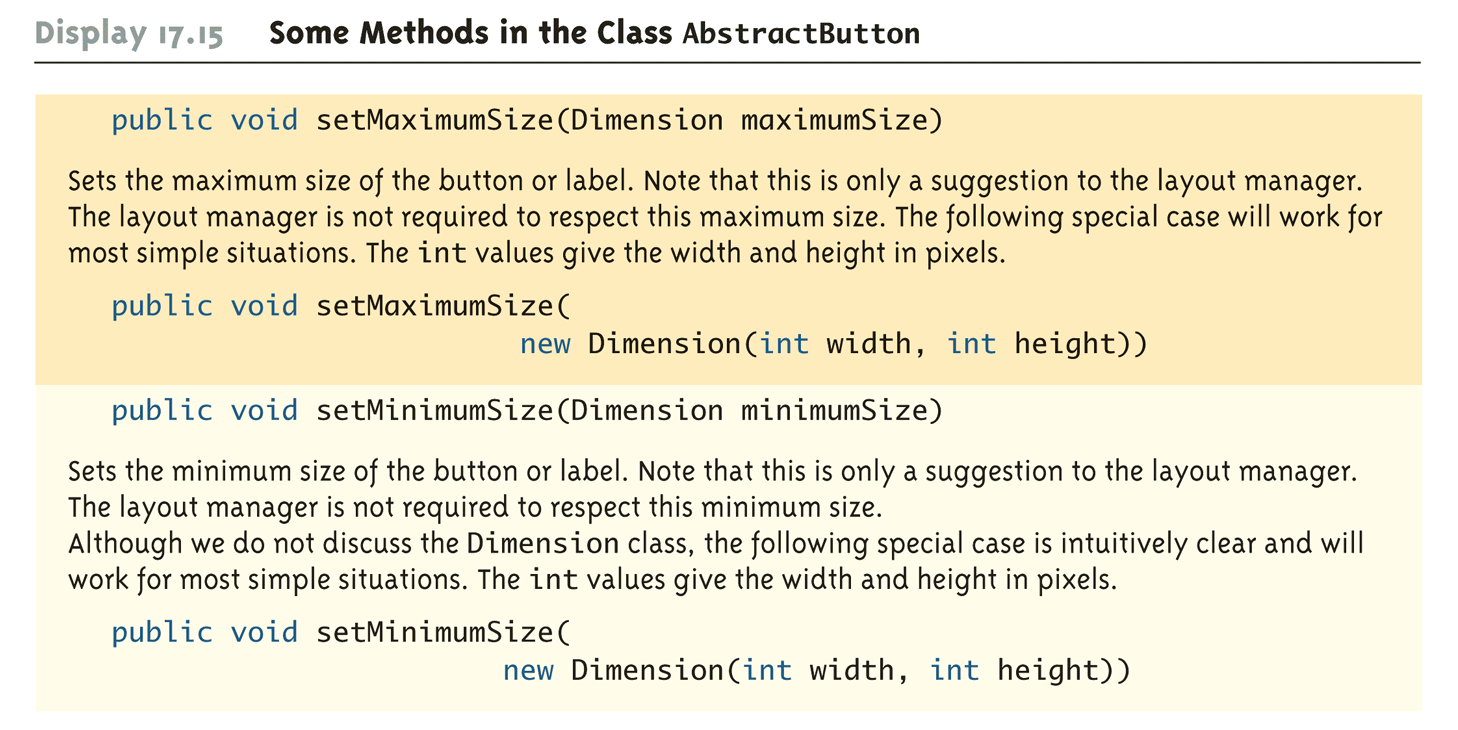 Display 17.15 Some Methods in the Class AbstractButton
public void setMaximumSize(Dimension maximumSize)
Sets the maximum size of the button or label. Note that this is only a suggestion to the layout manager.
The layout manager is not required to respect this maximum size. The following special case will work for
most simple situations. The int values give the width and height in pixels.
public void setMaximumSize(
new Dimension(int width, int height))
public void setMinimumSize(Dimension minimumSize)
Sets the minimum size of the button or label. Note that this is only a suggestion to the layout manager.
The layout manager is not required to respect this minimum size.
Although we do not discuss the Dimension class, the following special case is intuitively clear and will
work for most simple situations. The int values give the width and height in pixels.
public void setMinimumSize(
new Dimension(int width, int height))